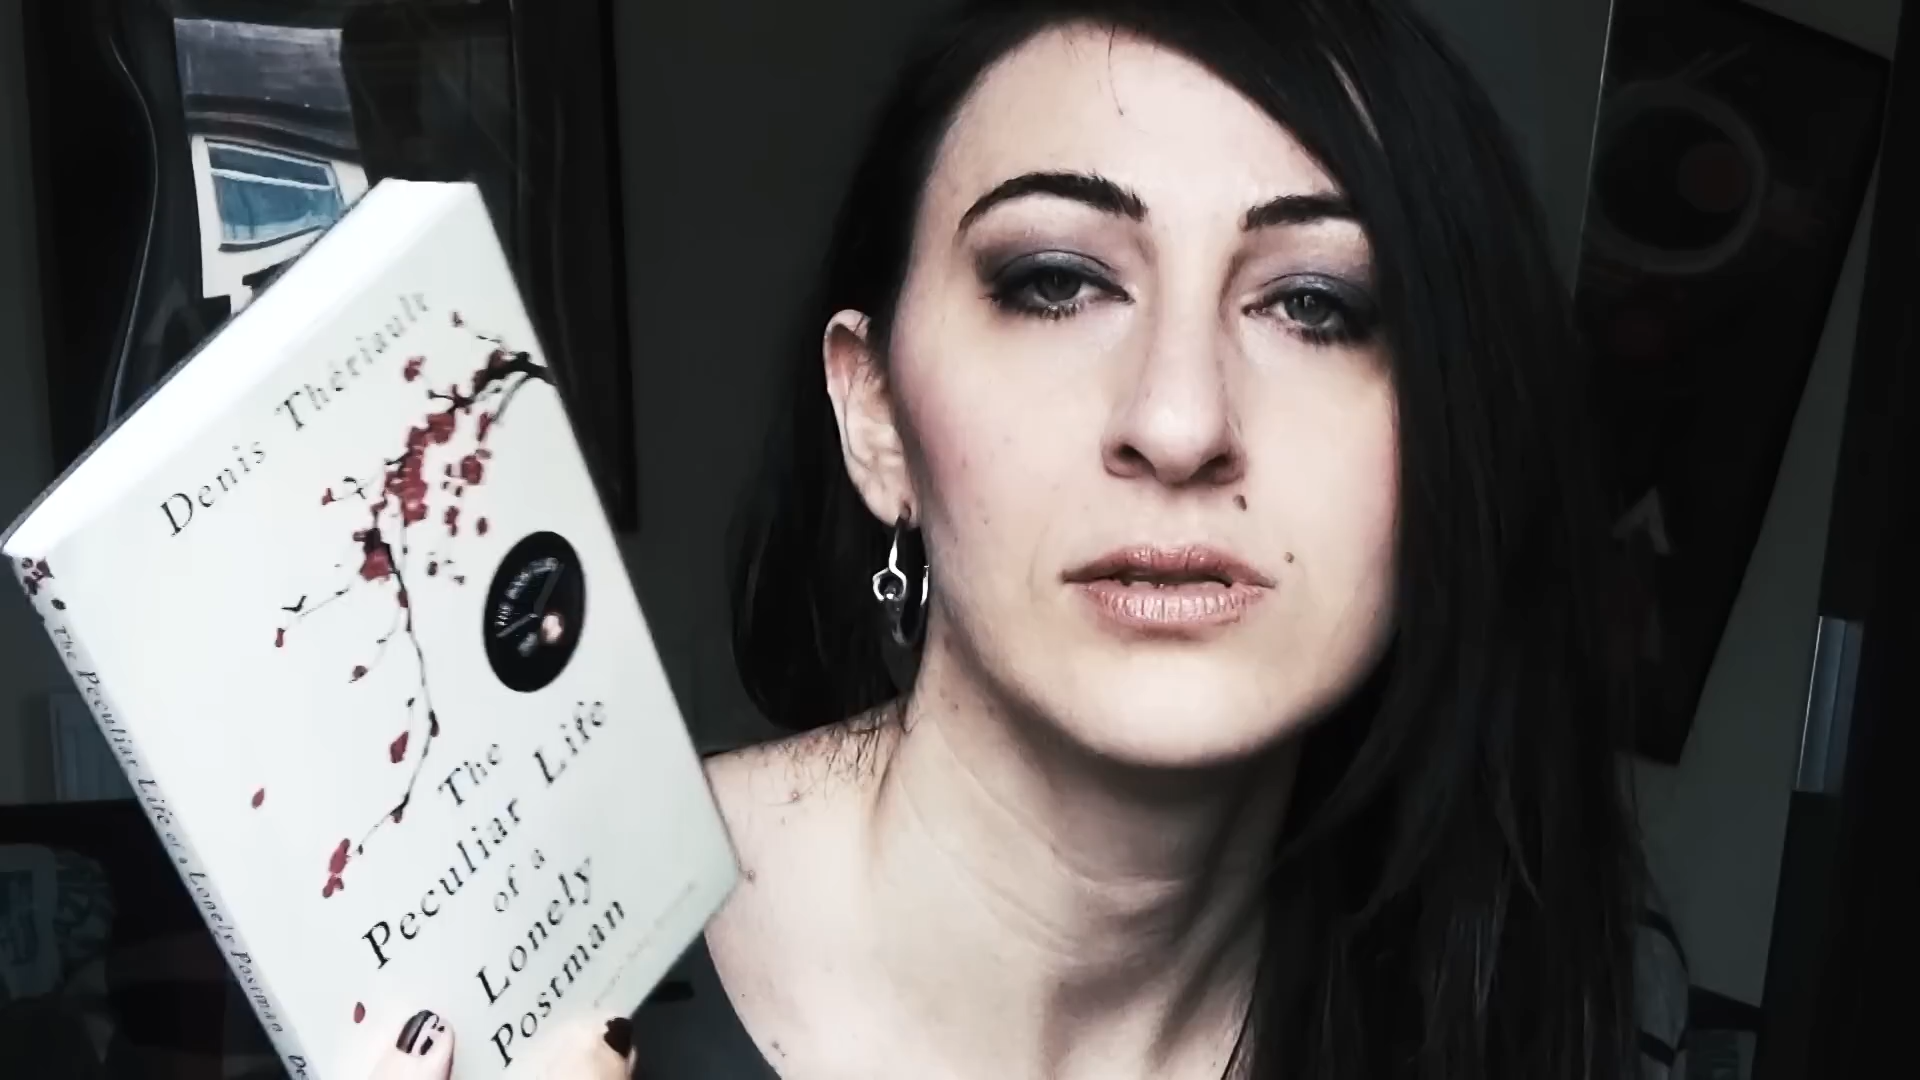 Denis Thériault
The
Peculiar Life
of a
Lonely
Postman
The Peculiar Life of a Lonely Postman